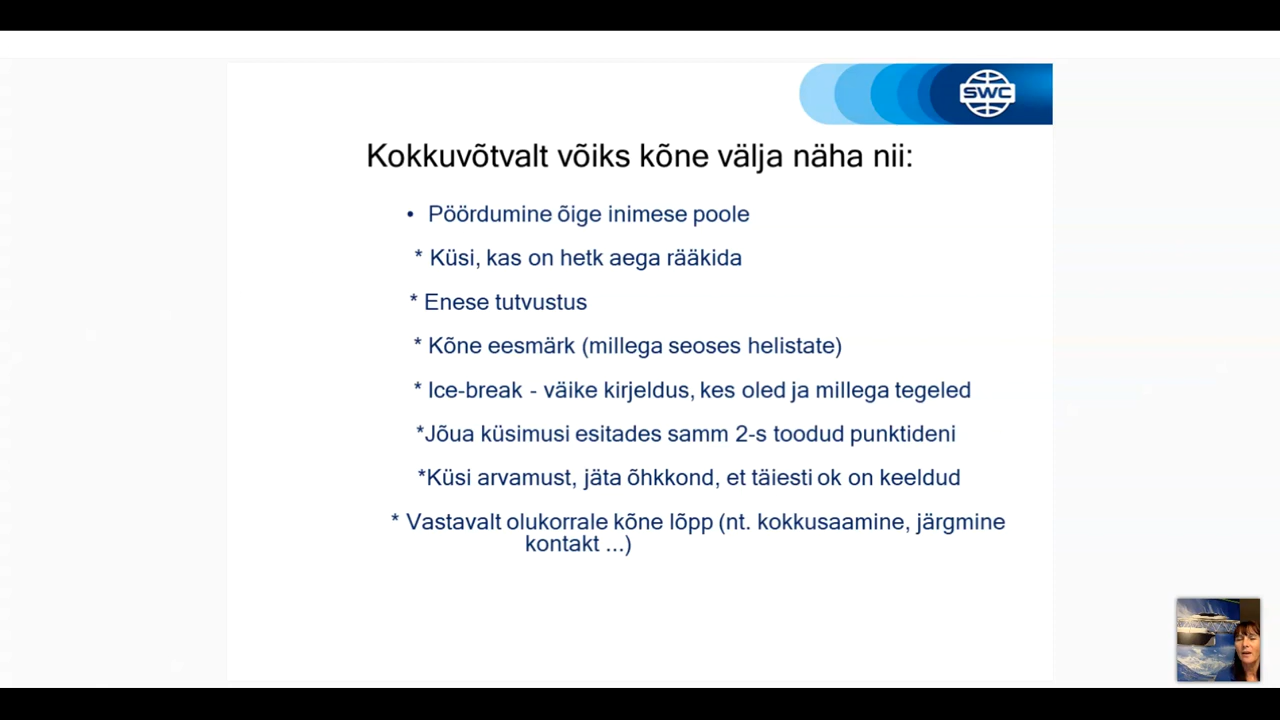 SWC
Kokkuvõtvalt võiks kõne välja näha nii:
• Pöördumine õige inimese poole
* Küsi, kas on hetk aega rääkida
* Enese tutvustus
* Kõne eesmärk (millega seoses helistate)
* Ice-break - väike kirjeldus, kes oled ja millega tegeled
*Jõua küsimusi esitades samm 2-s toodud punktideni
*Küsi arvamust, jäta õhkkond, et täiesti ok on keeldud
* Vastavalt olukorrale kõne lõpp (nt. kokkusaamine, järgmine
kontakt ...)